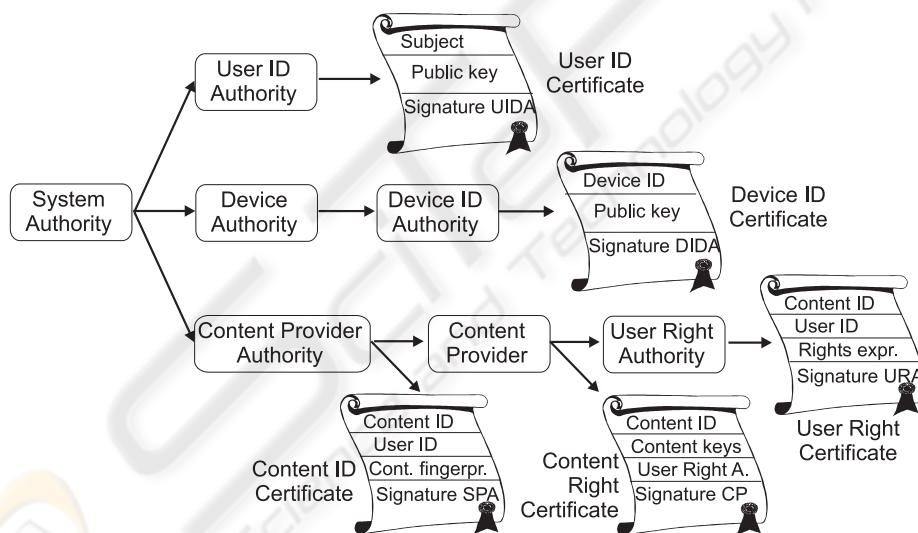 Subject
Public key
Signature UIDA
User ID
Certificate
User ID
Authority
System
Authority
Device
Authority
Device ID
Authority
Device ID
Public key
Signature DIDA
Device ID
Certificate
Content Provider
Authority
Content
Provider
User Right
Authority
Content ID
User ID
Rights expr.
Signature URA
User Right
Certificate
Content ID
Certificate
Content ID
User ID
Cont. fingerpr.
Signature SPA
Content
Right
Certificate
Content ID
Content keys
User Right A.
Signature CP
Science and Technology